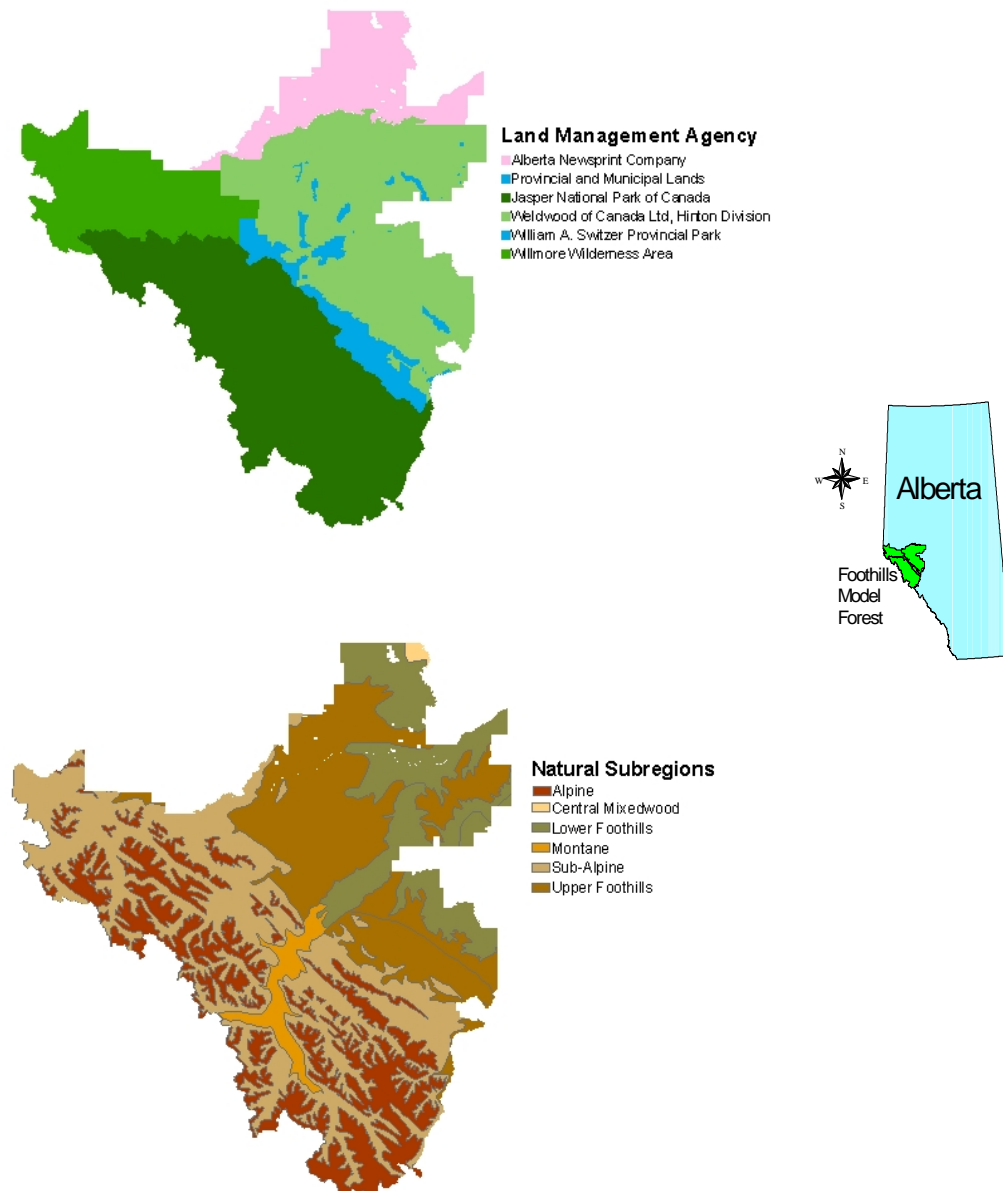 Land Management Agency
Alberta Newsprint Company
Provincial and Municipal Lands
Jasper National Park of Canada
Weldwood of Canada Ltd, Hinton Division
William A. Switzer Provincial Park
Willmore Wilderness Area
N
W
E
S
Alberta
Foothills
Model
Forest
Natural Subregions
Alpine
Central Mixedwood
Lower Foothills
Montane
Sub-Alpine
Upper Foothills